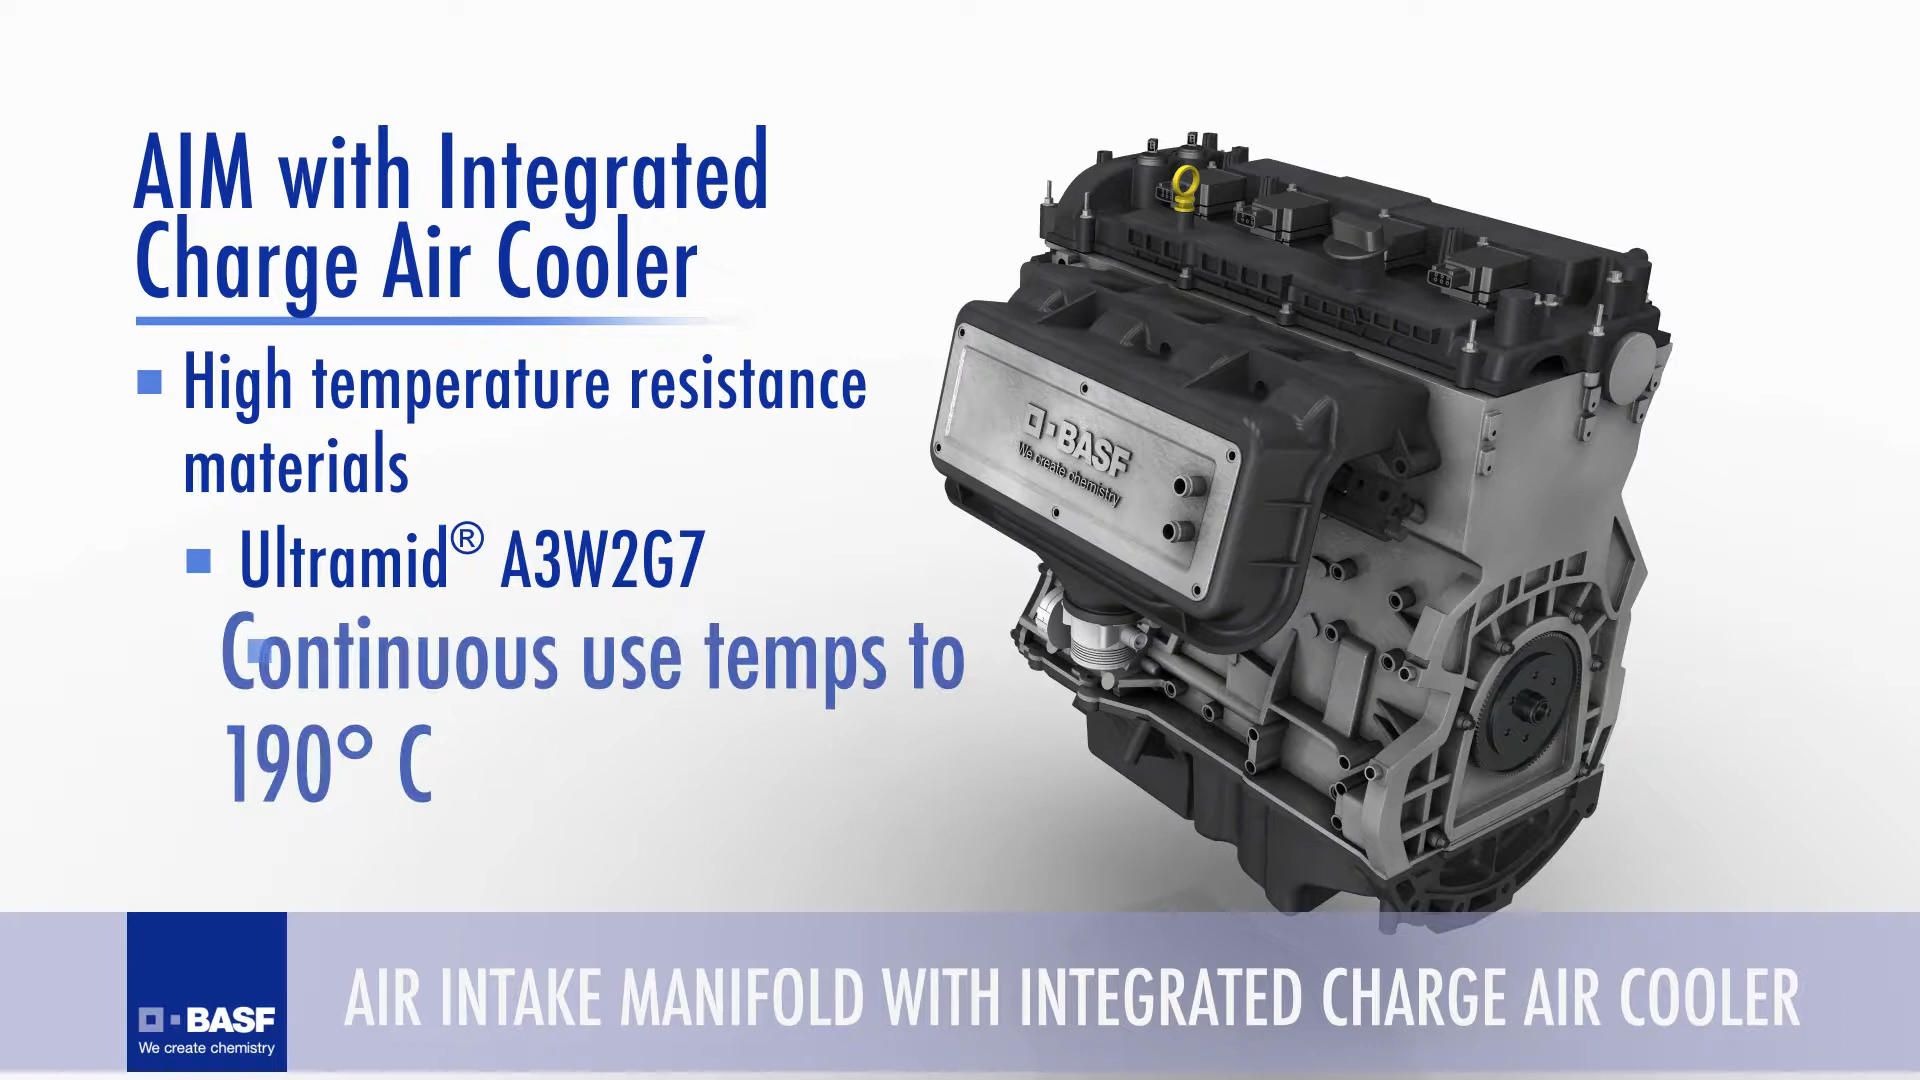 AIM with Integrated
Charge Air Cooler
High temperature resistance
materials
Ultramid® A3W2G7
Continuous use temps to
190° C
BASF
We create chemistry
BASF
We create chemistry
AIR INTAKE MANIFOLD WITH INTEGRATED CHARGE AIR COOLER